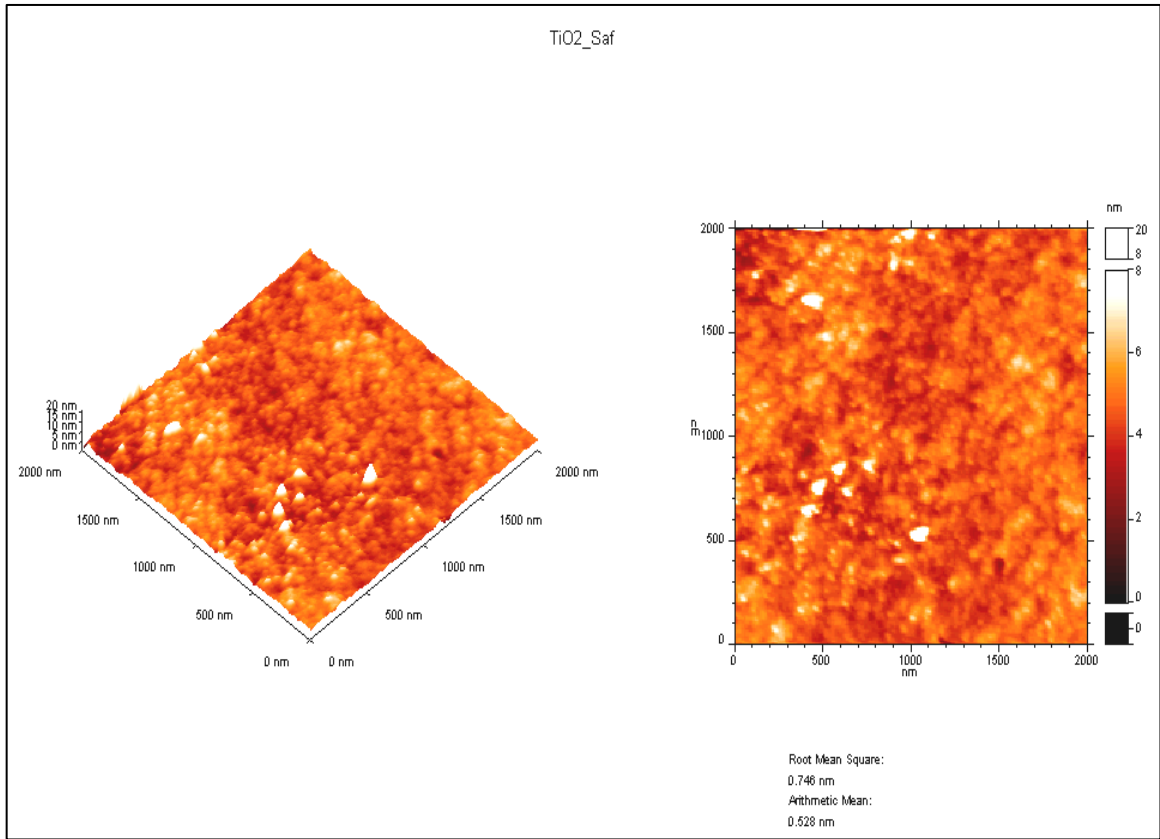 TiO2_Saf
20 nm
15 nm
10 nm
5 nm
0 nm
2000 nm
1500 nm
1000 nm
500 nm
0 nm
0 nm
500 nm
1000 nm
1500 nm
2000 nm
2000
1500
1000
500
0
nm
0
500
1000
1500
2000
nm
nm
20
8
8
6
4
2
0
0
Root Mean Square:
0.746 nm
Arithmetic Mean:
0.528 nm